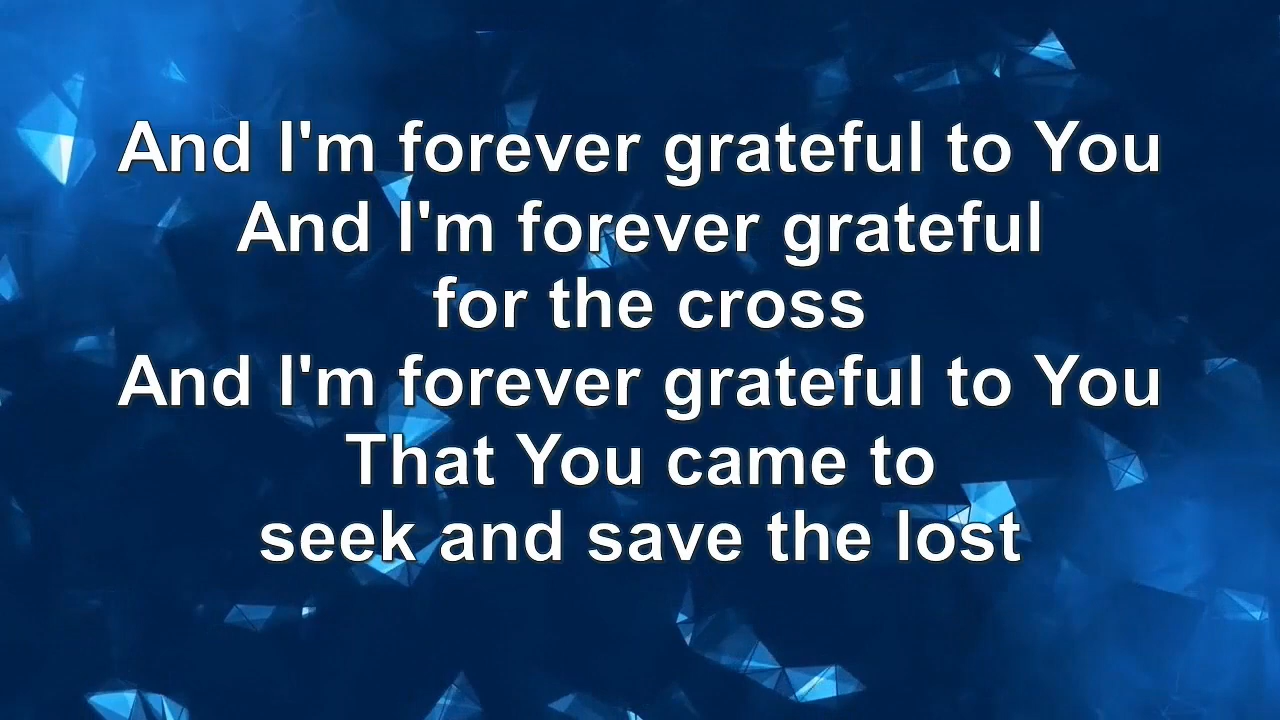 And I'm forever grateful to You
And I'm forever grateful
for the cross
And I'm forever grateful to You
That You came to
seek and save the lost